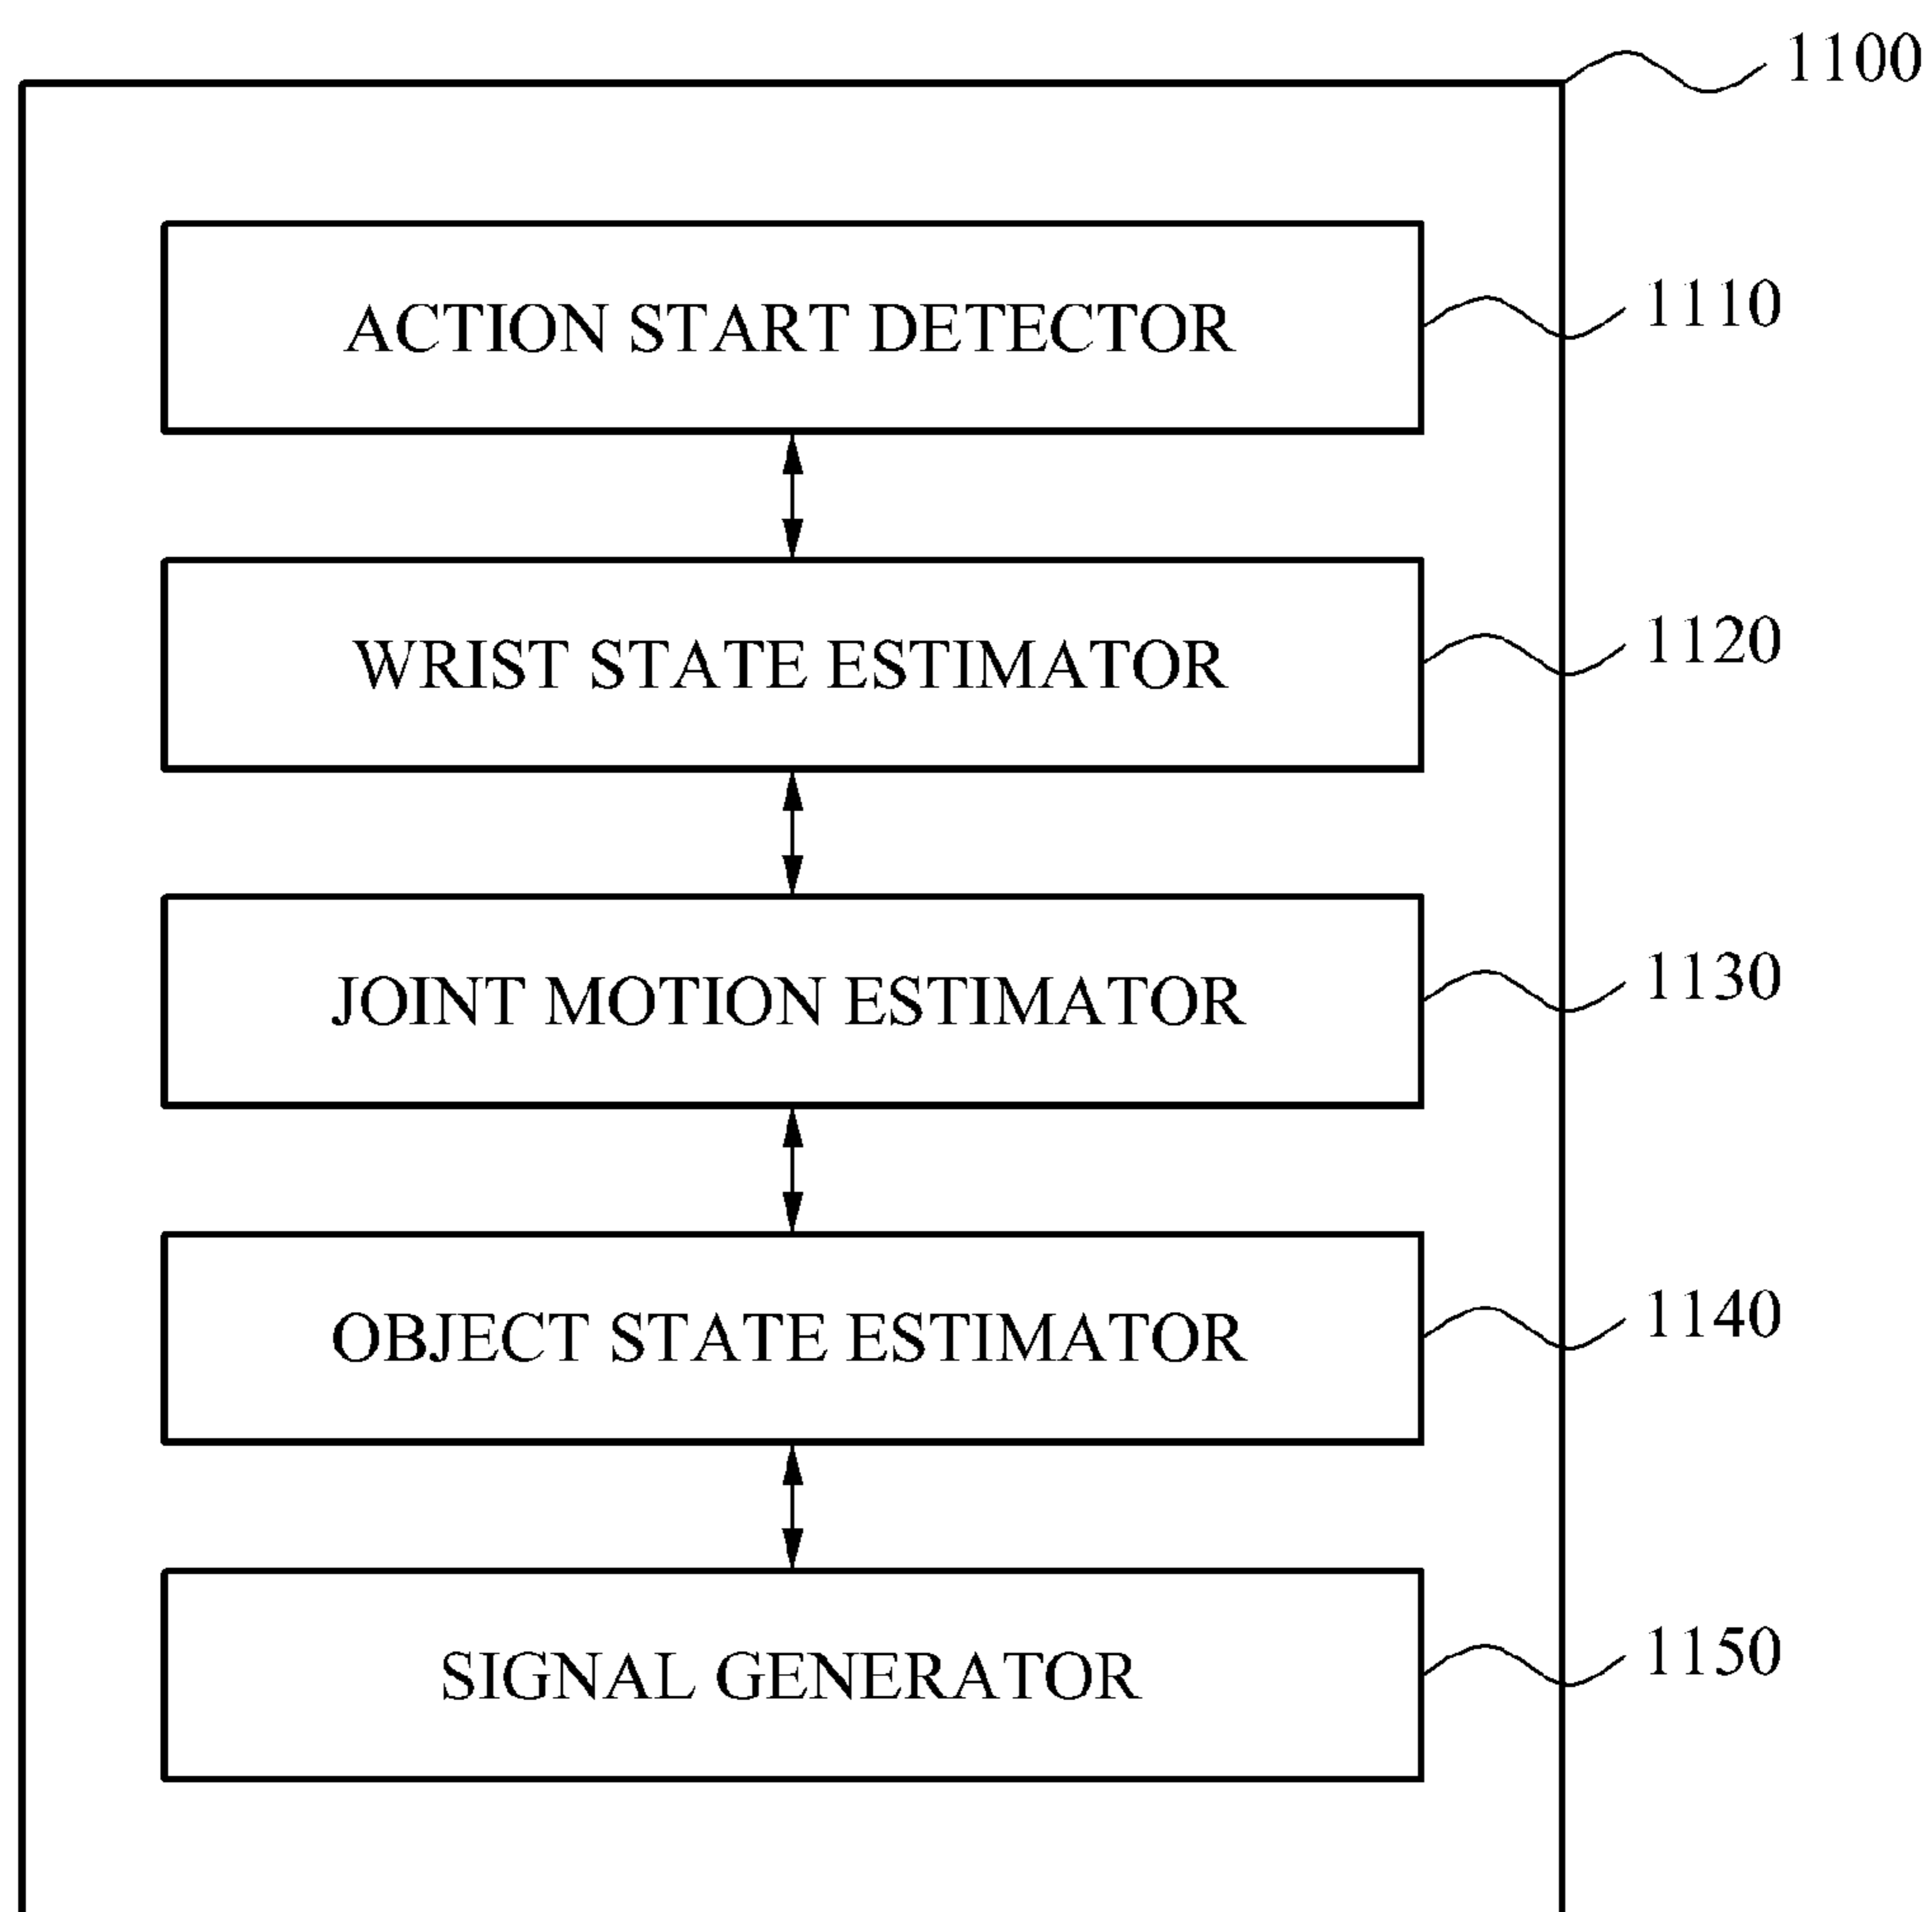 1100
ACTION START DETECTOR 1110
WRIST STATE ESTIMATOR 1120
JOINT MOTION ESTIMATOR 1130
OBJECT STATE ESTIMATOR 1140
SIGNAL GENERATOR 1150